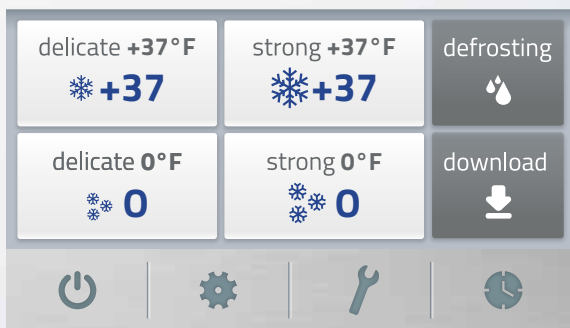 delicate +37°F
+37
strong +37°F
+37
defrosting
delicate 0°F
0
strong 0°F
0
download